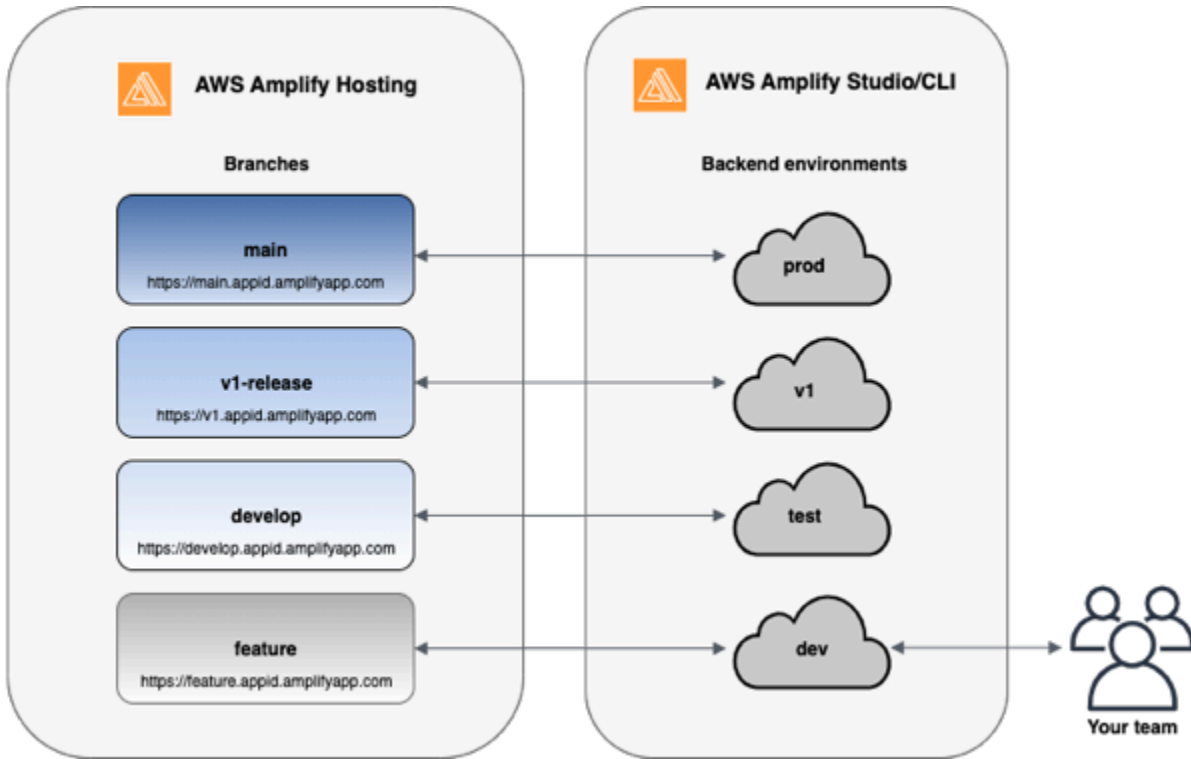 AWS Amplify Hosting
Branches
main
https://main.appid.amplifyapp.com
v1-release
https://v1.appid.amplifyapp.com
develop
https://develop.appid.amplifyapp.com
feature
https://feature.appid.amplifyapp.com
AWS Amplify Studio/CLI
Backend environments
prod
v1
test
dev
Your team